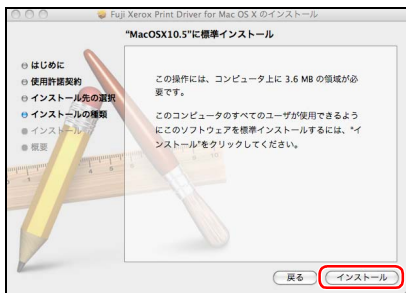 Fuji Xerox Print Driver for Mac OS X のインストール
"MacOSX10.5"に標準インストール
はじめに
使用許諾契約
インストール先の選択
インストールの種類
インストール
概要
この操作には、コンピュータ上に 3.6 MB の領域が必
要です。
このコンピュータのすべてのユーザが使用できるよう
にこのソフトウェアを標準インストールするには、"イ
ンストール"をクリックしてください。
戻る
インストール